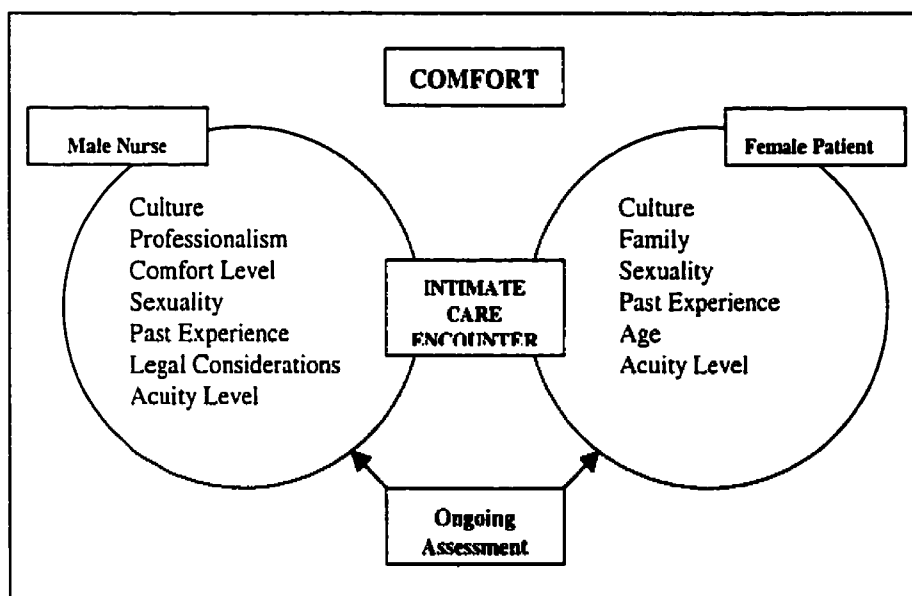 COMFORT
Male Nurse
Female Patient
Culture
Professionalism
Comfort Level
Sexuality
Past Experience
Legal Considerations
Acuity Level
INTIMATE
CARE
ENCOUNTER
Culture
Family
Sexuality
Past Experience
Age
Acuity Level
Ongoing
Assessment